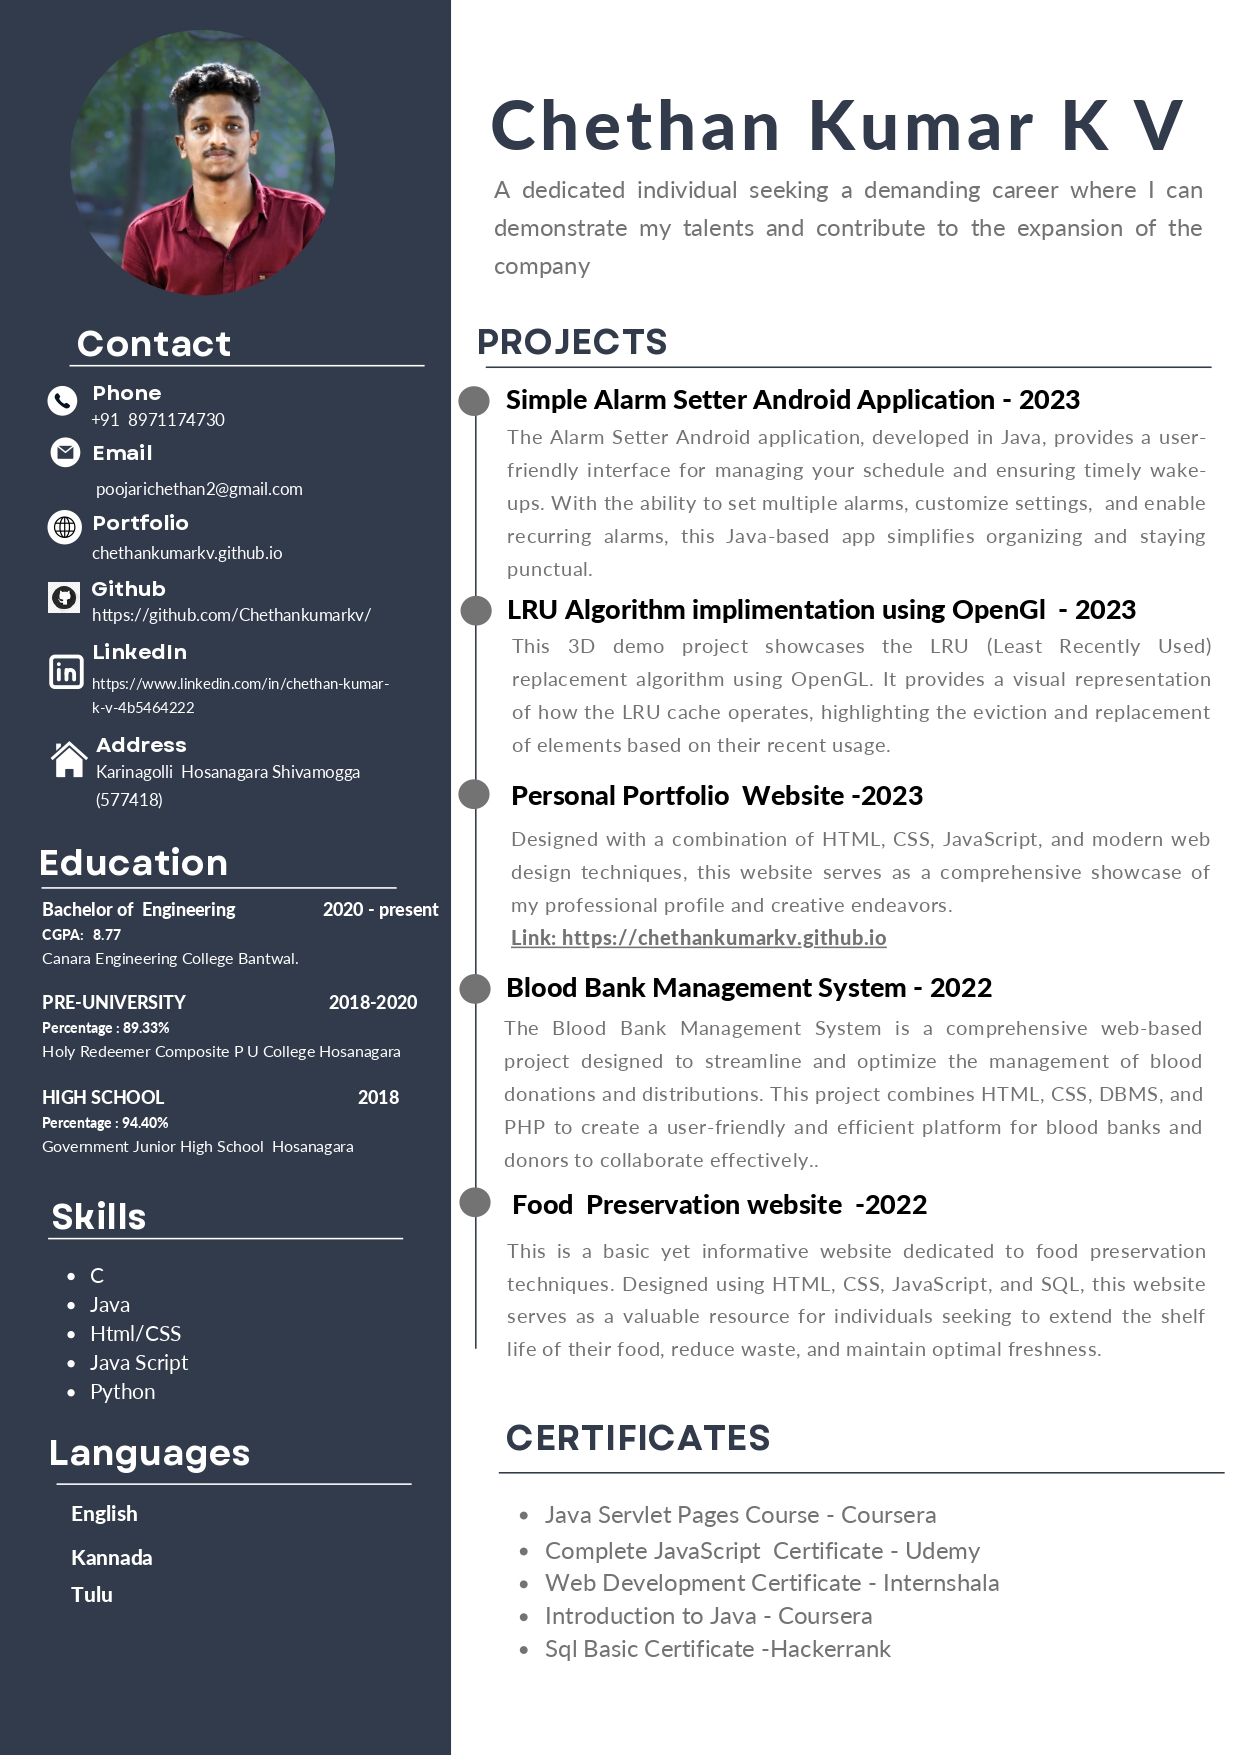 Chethan Kumar K V
A dedicated individual seeking a demanding career where I can
demonstrate my talents and contribute to the expansion of the
company
Contact
Phone
+91 8971174730
Email
poojarichethan2@gmail.com
Portfolio
chethankumarkv.github.io
Github
https://github.com/Chethankumarkv/
LinkedIn
https://www.linkedin.com/in/chethan-kumar-
k-v-4b5464222
Address
Karinagolli Hosanagara Shivamogga
(577418)
Education
Bachelor of Engineering 2020 - present
CGPA: 8.77
Canara Engineering College Bantwal.
PRE-UNIVERSITY 2018-2020
Percentage : 89.33%
Holy Redeemer Composite P U College Hosanagara
HIGH SCHOOL 2018
Percentage : 94.40%
Government Junior High School Hosanagara
Skills
• C
• Java
• Html/CSS
• Java Script
• Python
Languages
English
Kannada
Tulu
PROJECTS
Simple Alarm Setter Android Application - 2023
The Alarm Setter Android application, developed in Java, provides a user-
friendly interface for managing your schedule and ensuring timely wake-
ups. With the ability to set multiple alarms, customize settings, and enable
recurring alarms, this Java-based app simplifies organizing and staying
punctual.
LRU Algorithm implimentation using OpenGl - 2023
This 3D demo project showcases the LRU (Least Recently Used)
replacement algorithm using OpenGL. It provides a visual representation
of how the LRU cache operates, highlighting the eviction and replacement
of elements based on their recent usage.
Personal Portfolio Website -2023
Designed with a combination of HTML, CSS, JavaScript, and modern web
design techniques, this website serves as a comprehensive showcase of
my professional profile and creative endeavors.
Link: https://chethankumarkv.github.io
Blood Bank Management System - 2022
The Blood Bank Management System is a comprehensive web-based
project designed to streamline and optimize the management of blood
donations and distributions. This project combines HTML, CSS, DBMS, and
PHP to create a user-friendly and efficient platform for blood banks and
donors to collaborate effectively..
Food Preservation website -2022
This is a basic yet informative website dedicated to food preservation
techniques. Designed using HTML, CSS, JavaScript, and SQL, this website
serves as a valuable resource for individuals seeking to extend the shelf
life of their food, reduce waste, and maintain optimal freshness.
CERTIFICATES
• Java Servlet Pages Course - Coursera
• Complete JavaScript Certificate - Udemy
• Web Development Certificate - Internshala
• Introduction to Java - Coursera
• Sql Basic Certificate -Hackerrank